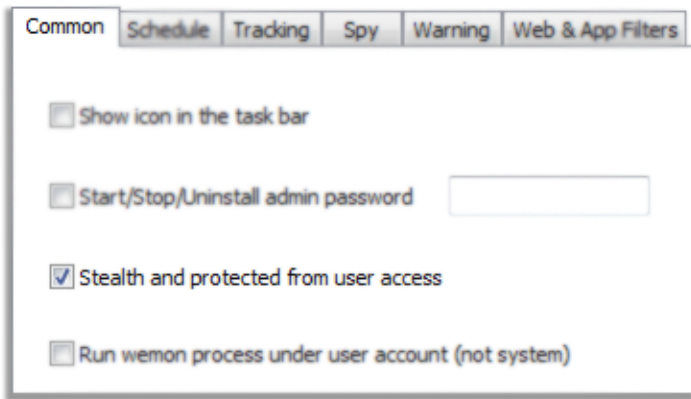 Common Schedule Tracking Spy Warning Web & App Filters
Show icon in the task bar
Start/Stop/Uninstall admin password
Stealth and protected from user access
Run wemon process under user account (not system)